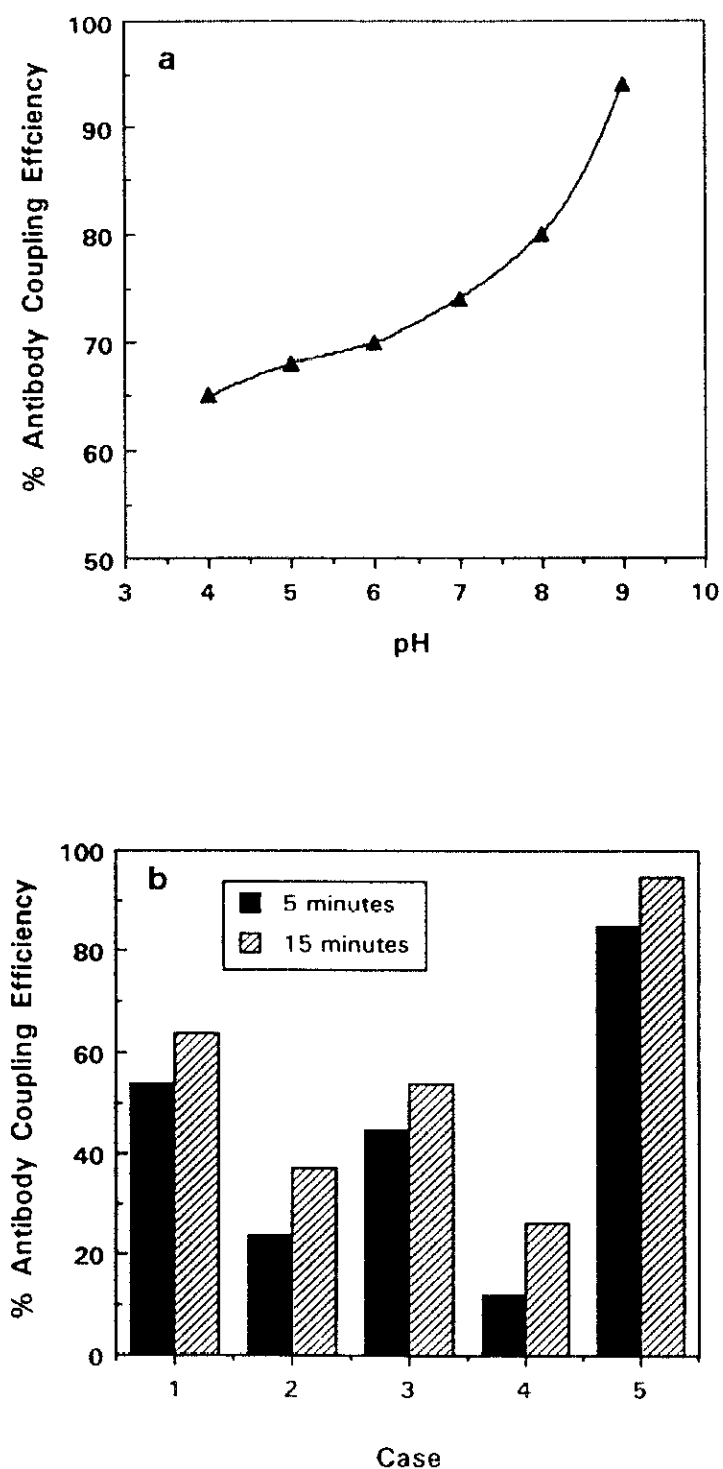 a
% Antibody Coupling Effciency
100
90
80
70
60
50
3 4 5 6 7 8 9 10
pH
b
5 minutes
15 minutes
% Antibody Coupling Efficiency
100
80
60
40
20
0
1 2 3 4 5
Case